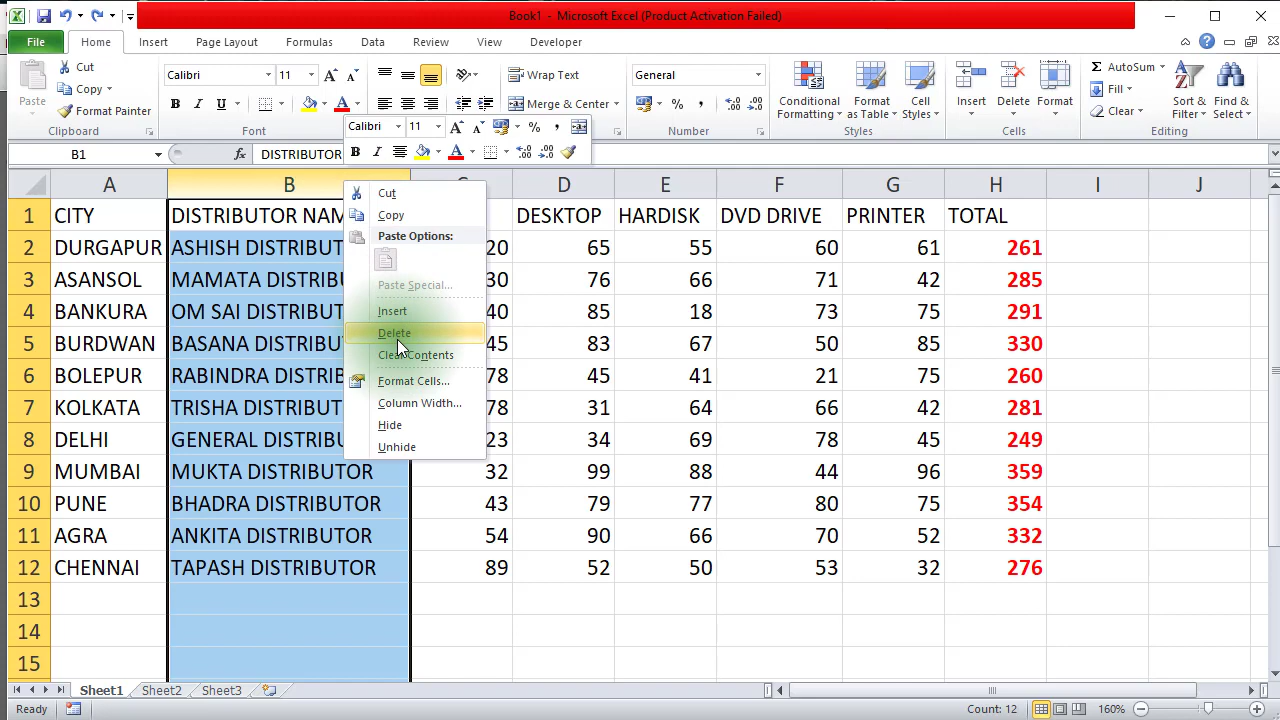 Book1 - Microsoft Excel (Product Activation Failed)
File Home Insert Page Layout Formulas Data Review View Developer
Paste
Cut
Copy
Format Painter
Clipboard
Calibri 11
B I U
Font
Wrap Text
Merge & Center
General
%
Number
Conditional Formatting
Format as Table
Cell Styles
Styles
Insert
Delete
Format
Cells
AutoSum
Fill
Clear
Sort & Filter
Find & Select
Editing
Calibri 11
B I
B1 fx DISTRIBUTOR
A B D E F G H I J
1 CITY DISTRIBUTOR NAM DESKTOP HARDISK DVD DRIVE PRINTER TOTAL
2 DURGAPUR ASHISH DISTRIBUT 20 65 55 60 61 261
3 ASANSOL MAMATA DISTRIBU 30 76 66 71 42 285
4 BANKURA OM SAI DISTRIBUT 40 85 18 73 75 291
5 BURDWAN BASANA DISTRIBU 45 83 67 50 85 330
6 BOLEPUR RABINDRA DISTRIB 78 45 41 21 75 260
7 KOLKATA TRISHA DISTRIBUT 78 31 64 66 42 281
8 DELHI GENERAL DISTRIBU 23 34 69 78 45 249
9 MUMBAI MUKTA DISTRIBUTOR 32 99 88 44 96 359
10 PUNE BHADRA DISTRIBUTOR 43 79 77 80 75 354
11 AGRA ANKITA DISTRIBUTOR 54 90 66 70 52 332
12 CHENNAI TAPASH DISTRIBUTOR 89 52 50 53 32 276
13
14
15
Cut
Copy
Paste Options:
Paste Special...
Insert
Delete
Clear Contents
Format Cells...
Column Width...
Hide
Unhide
Sheet1 Sheet2 Sheet3
Ready Count: 12 160%